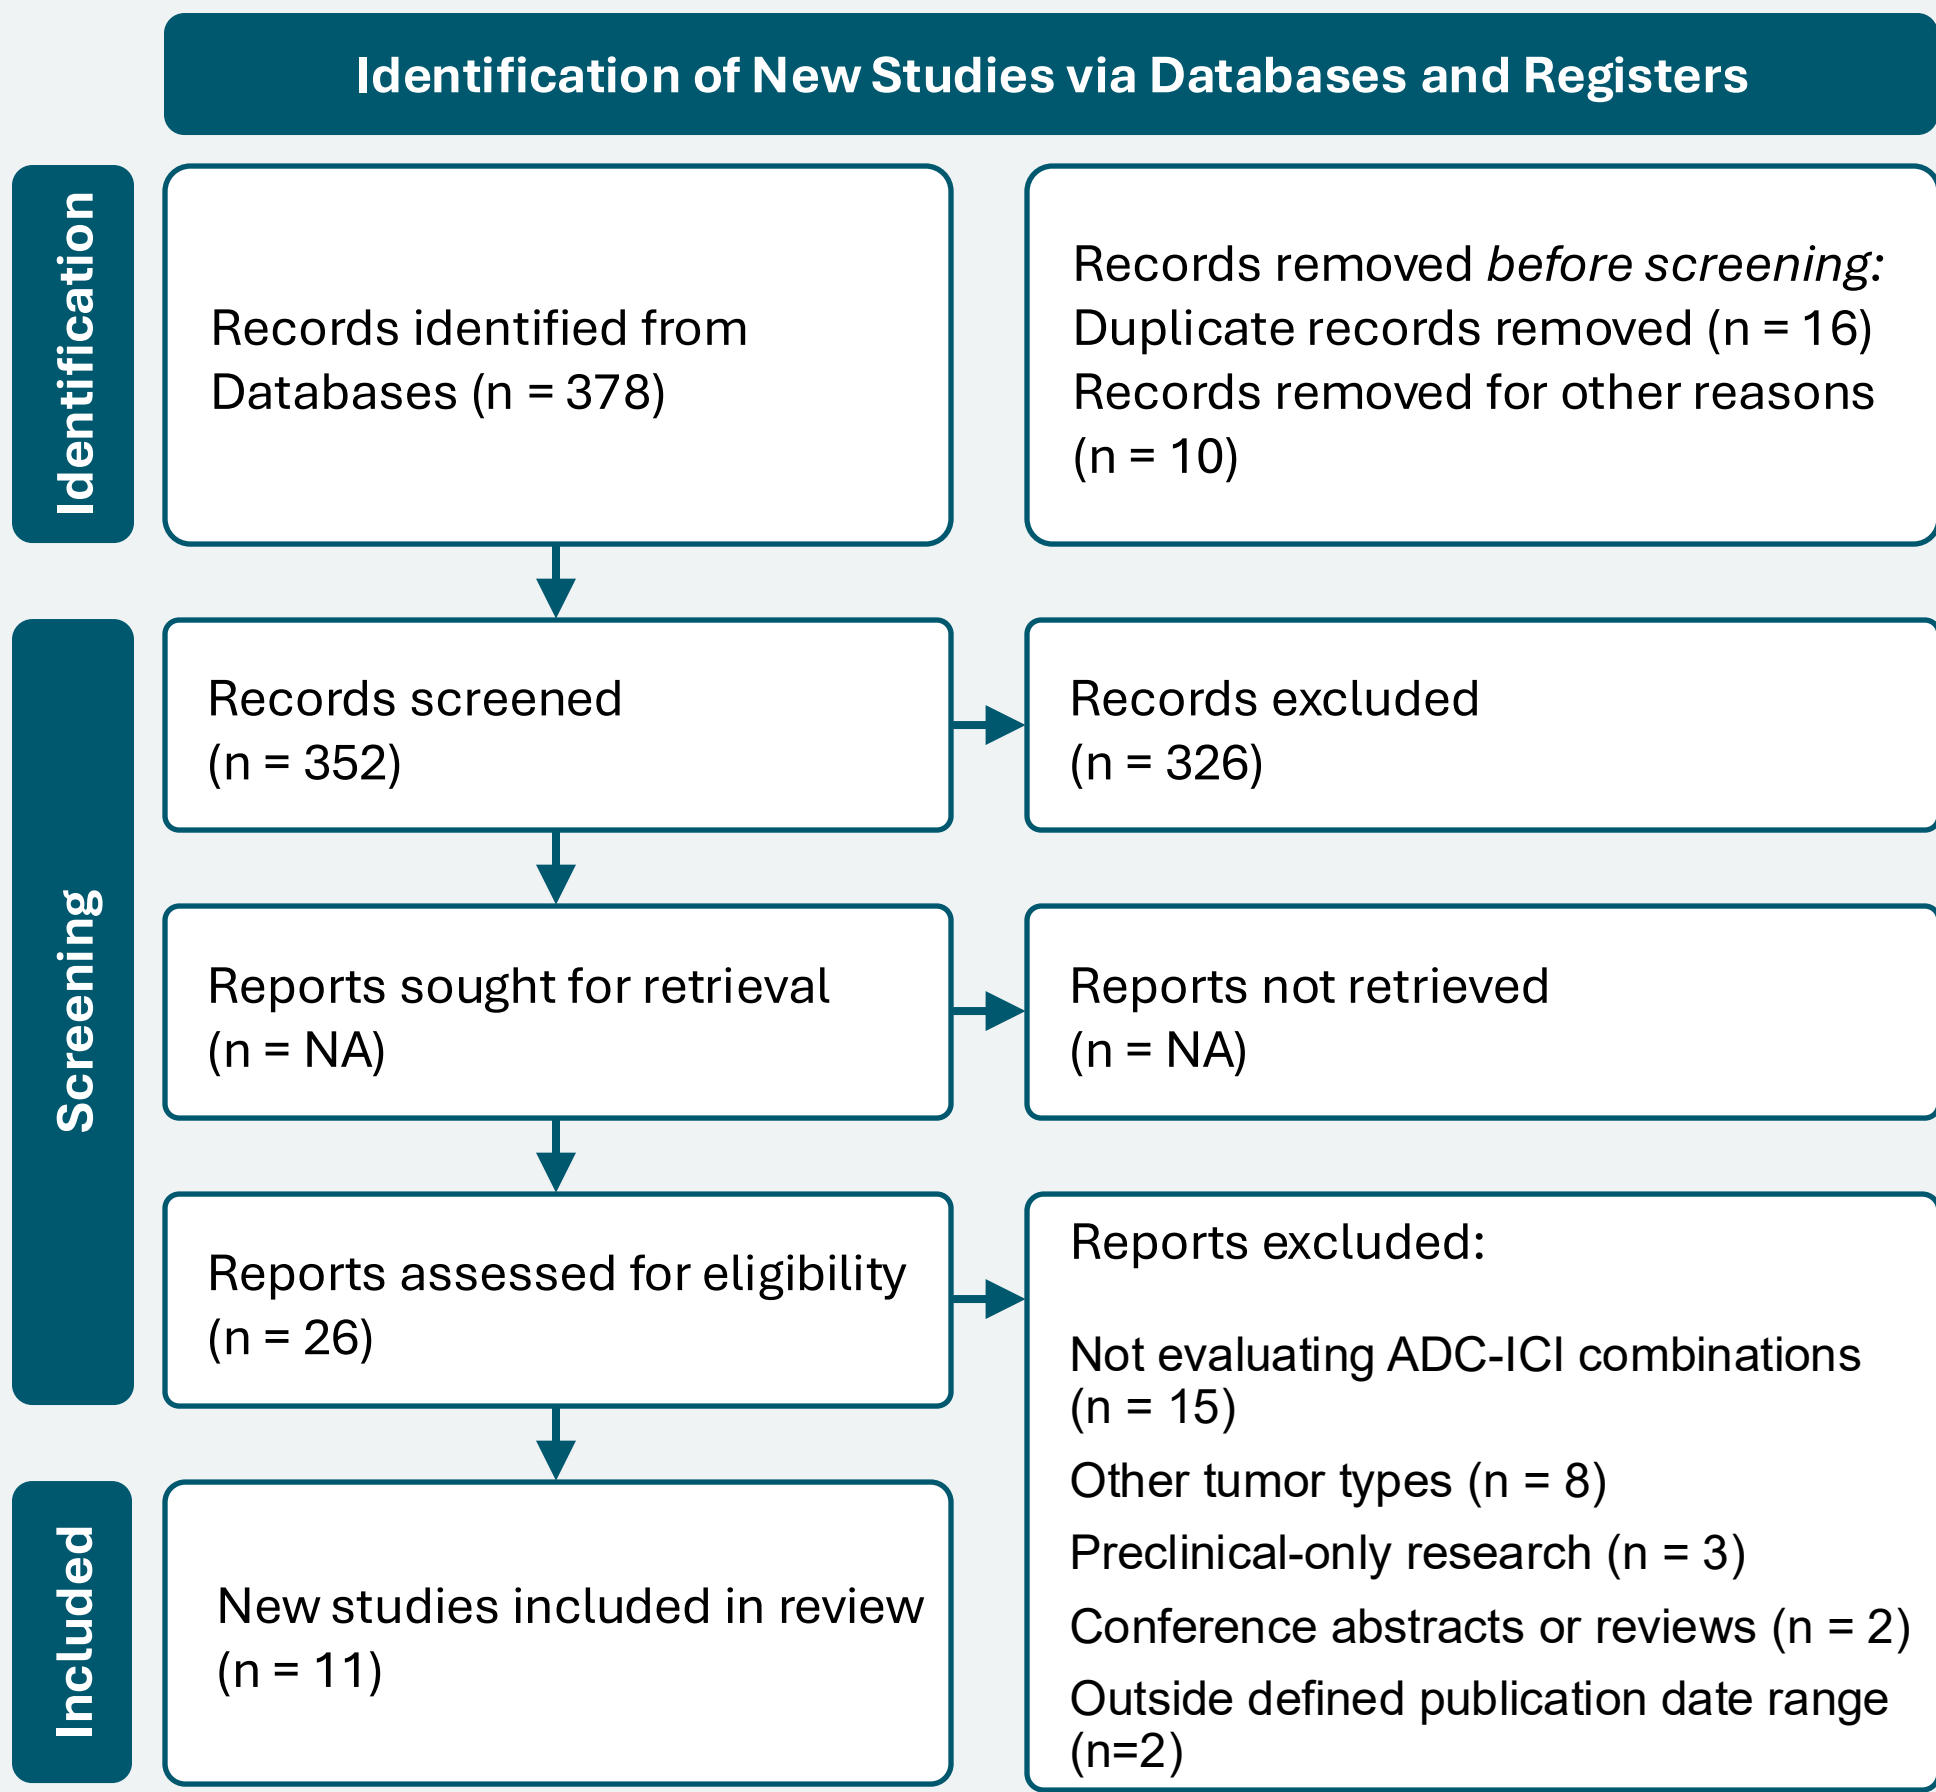 Identification of New Studies via Databases and Registers
Identification
Records identified from
Databases (n = 378)
Records removed before screening:
Duplicate records removed (n = 16)
Records removed for other reasons
(n = 10)
Screening
Records screened
(n = 352)
Records excluded
(n = 326)
Reports sought for retrieval
(n = NA)
Reports not retrieved
(n = NA)
Reports assessed for eligibility
(n = 26)
Reports excluded:
Not evaluating ADC-ICI combinations
(n = 15)
Other tumor types (n = 8)
Preclinical-only research (n = 3)
Conference abstracts or reviews (n = 2)
Outside defined publication date range
(n=2)
Included
New studies included in review
(n = 11)